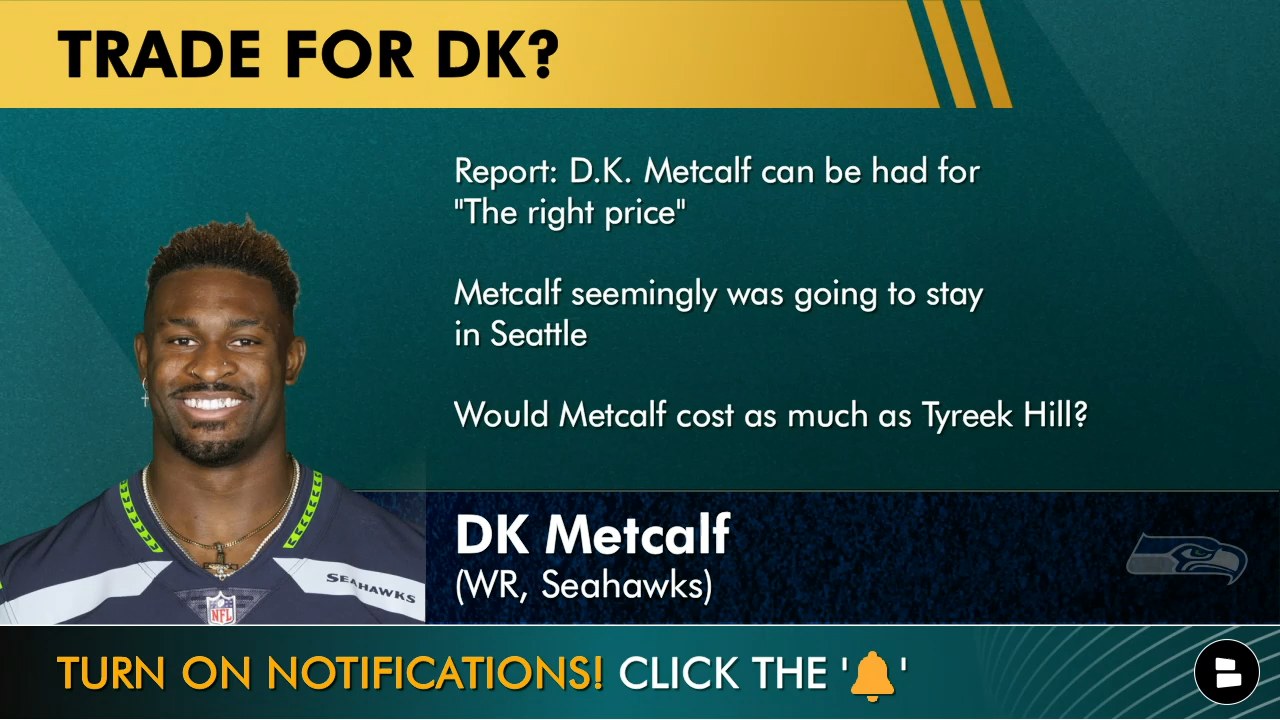 TRADE FOR DK?
Report: D.K. Metcalf can be had for
"The right price"
Metcalf seemingly was going to stay
in Seattle
Would Metcalf cost as much as Tyreek Hill?
SEAHAWKS
NFL
DK Metcalf
(WR, Seahawks)
TURN ON NOTIFICATIONS! CLICK THE ' '